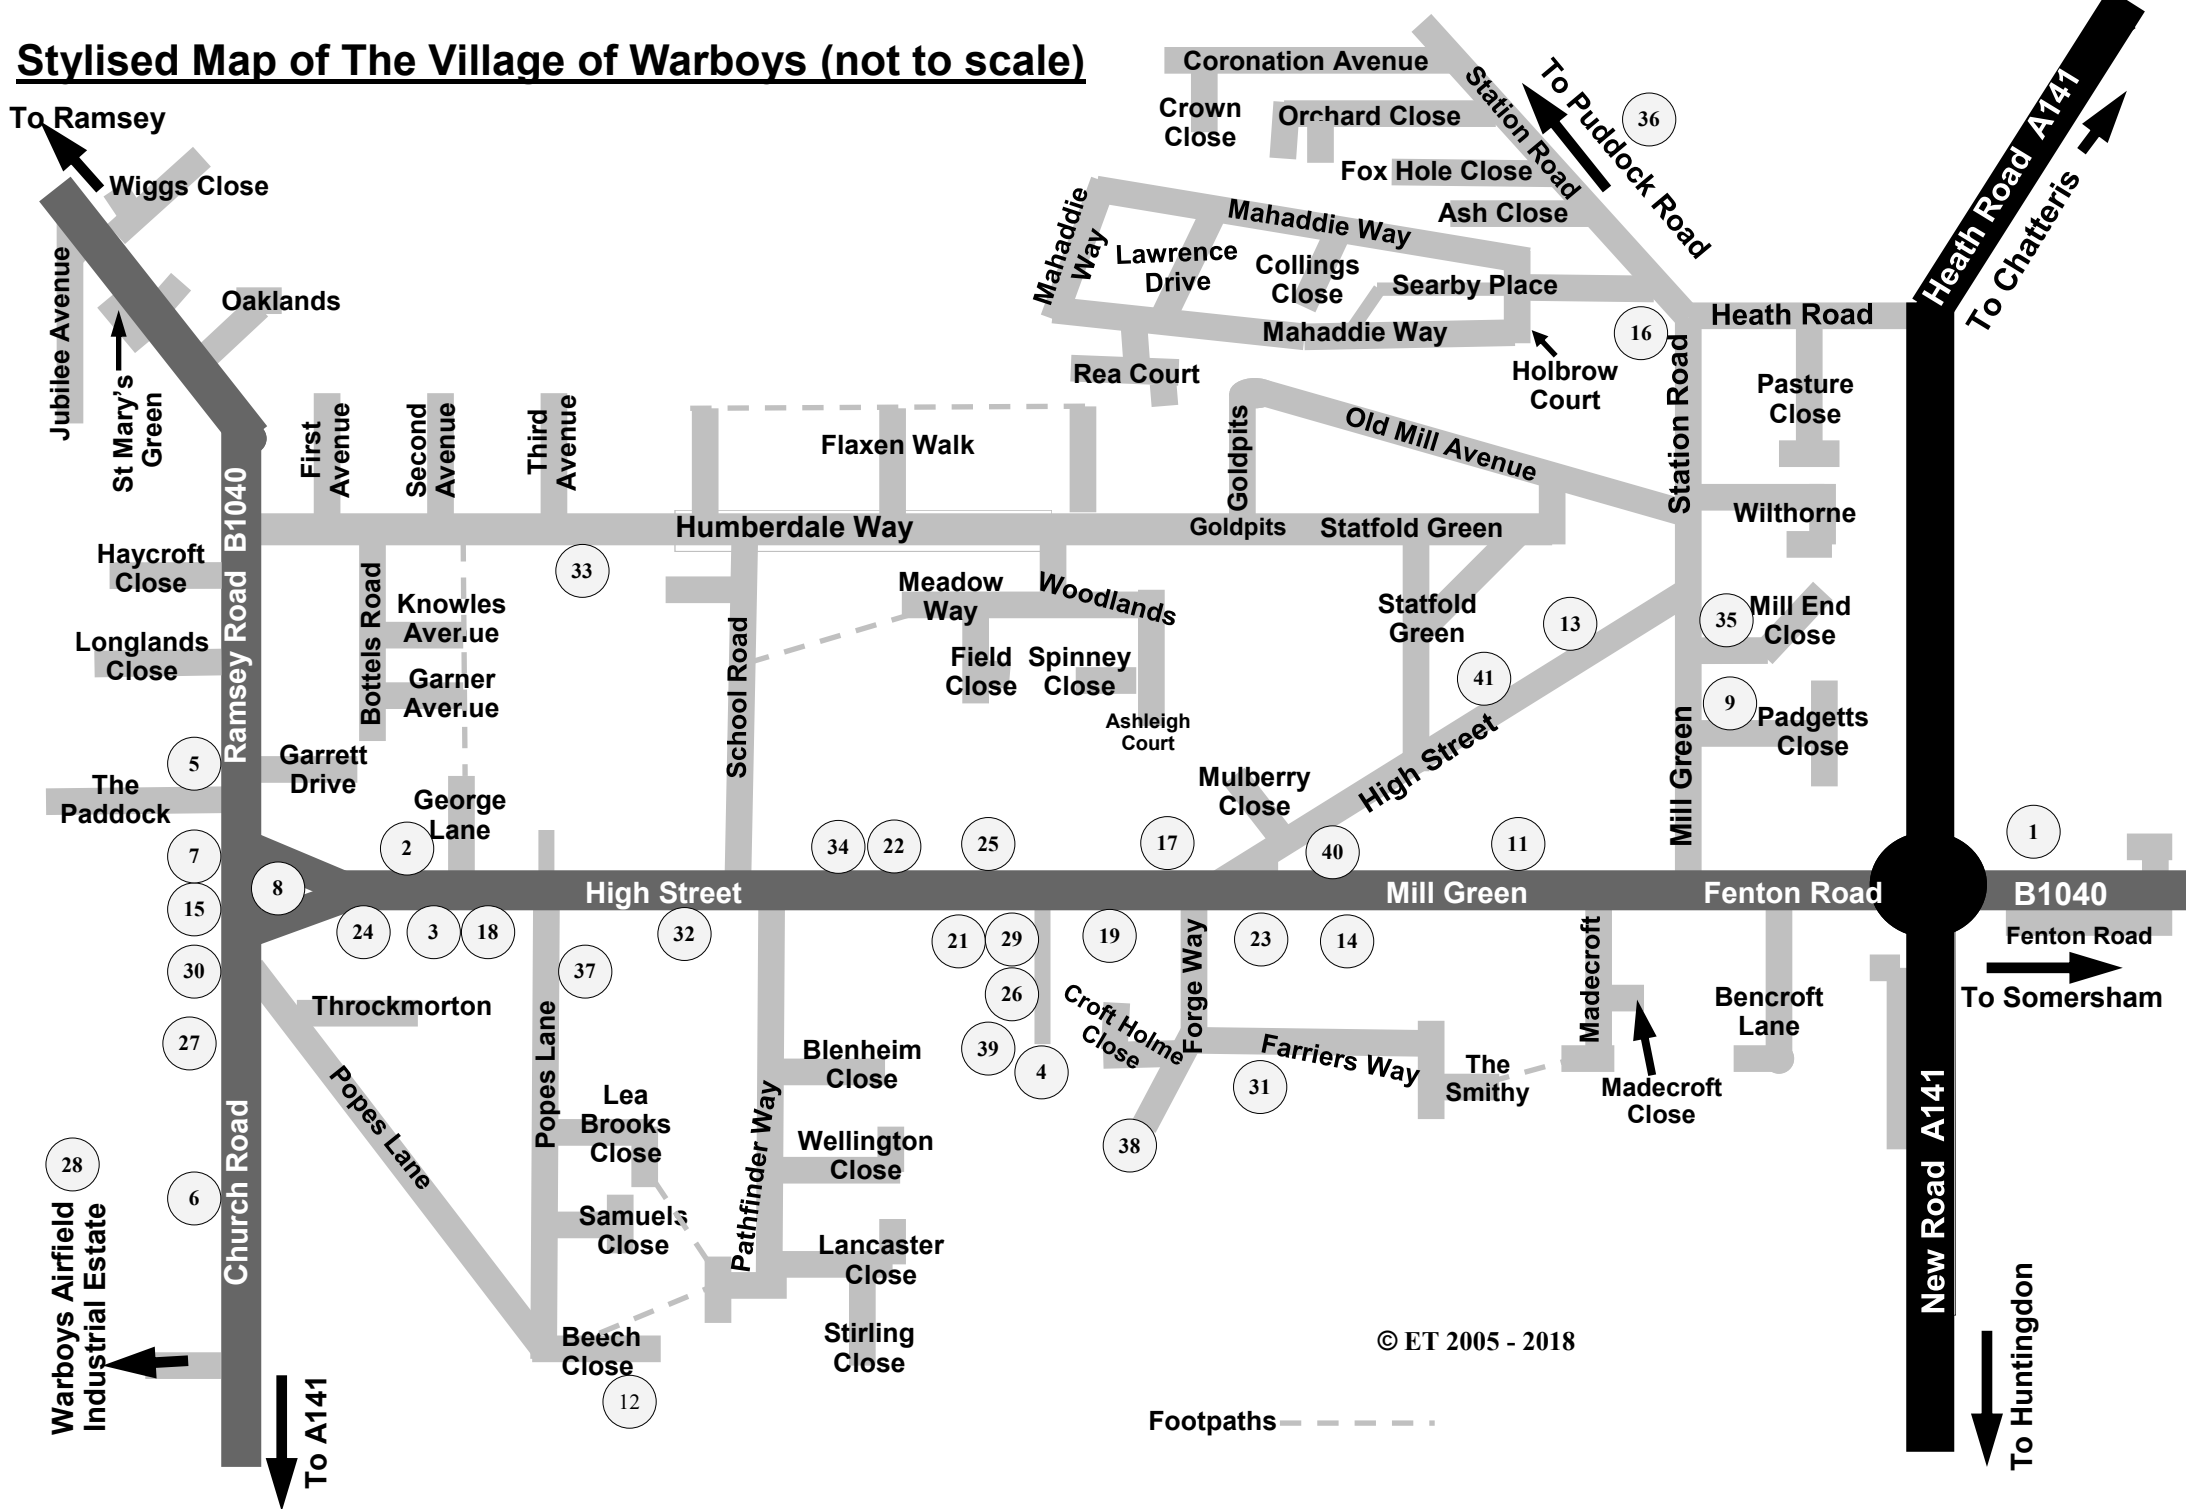 Stylised Map of The Village of Warboys (not to scale)
To Ramsey
Wiggs Close
Jubilee Avenue
St Mary's
Green
Oaklands
Coronation Avenue
Crown
Close
Orchard Close
Fox Hole Close
Ash Close
Station Road
To Puddock Road
36
Heath Road A141
To Chatteris
Mahaddie
Way
Mahaddie Way
Lawrence
Drive
Collings
Close
Searby Place
Mahaddie Way
Rea Court
Holbrow
Court
16
Heath Road
Station Road
Pasture
Close
First
Avenue
Second
Avenue
Third
Avenue
Flaxen Walk
Goldpits
Old Mill Avenue
Ramsey Road B1040
Humberdale Way
Goldpits
Statfold Green
Wilthorne
Haycroft
Close
Longlands
Close
Bottels Road
Knowles
Avenue
Garner
Avenue
33
School Road
Meadow
Way
Woodlands
Field
Close
Spinney
Close
Ashleigh
Court
Statfold
Green
13
41
35
Mill End
Close
9
Padgetts
Close
Mill Green
High Street
Mulberry
Close
5
The
Paddock
Garrett
Drive
George
Lane
7
2
34
22
25
17
40
11
1
8
15
High Street
Mill Green
Fenton Road
B1040
24
3
18
32
21
29
19
23
14
Fenton Road
To Somersham
30
37
26
27
39
4
Throckmorton
Popes Lane
Popes Lane
Croft Holme
Close
Forge Way
Farriers Way
31
The
Smithy
Madecroft
Madecroft
Close
Bencroft
Lane
38
Blenheim
Close
Lea
Brooks
Close
Pathfinder Way
Wellington
Close
Samuels
Close
Lancaster
Close
Stirling
Close
Beech
Close
12
28
6
Church Road
Warboys Airfield
Industrial Estate
To A141
New Road A141
To Huntingdon
© ET 2005 - 2018
Footpaths